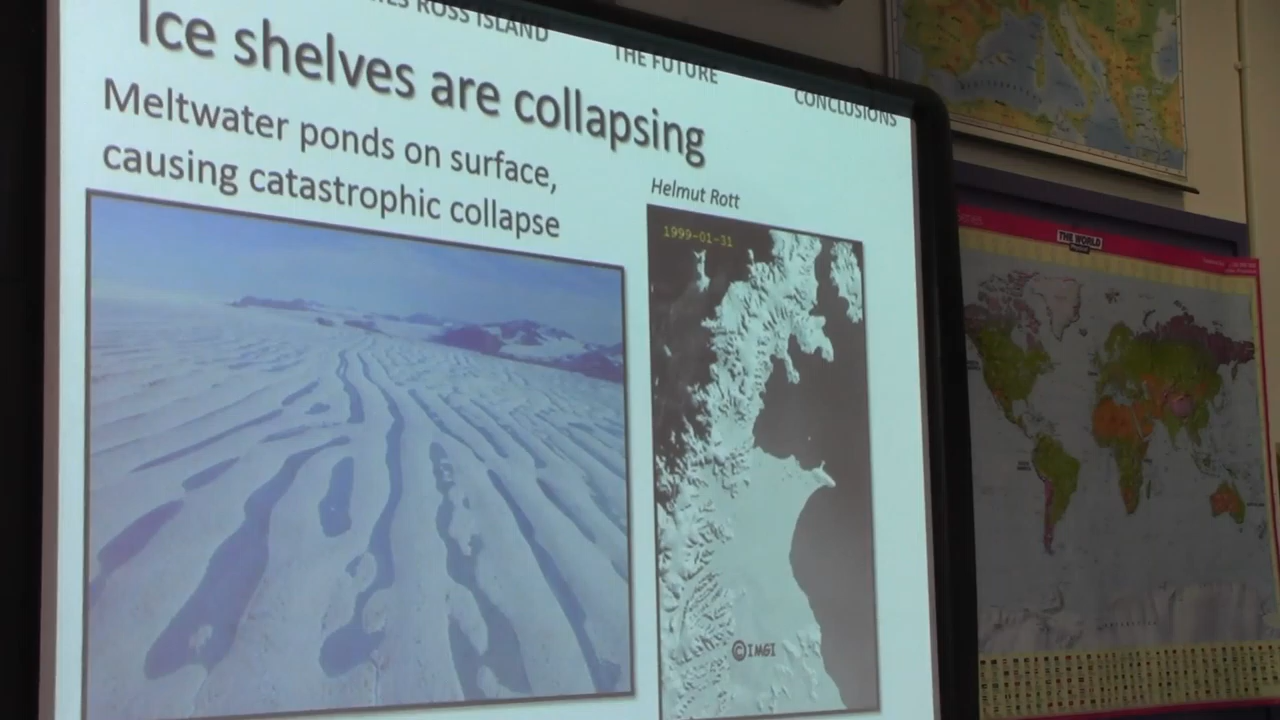 ROSS ISLAND
THE FUTURE
CONCLUSIONS
Ice shelves are collapsing
Meltwater ponds on surface,
causing catastrophic collapse
Helmut Rott
1999-01-31
©IMGI
THE WORLD